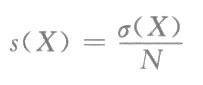 s(X) = σ(X) / N